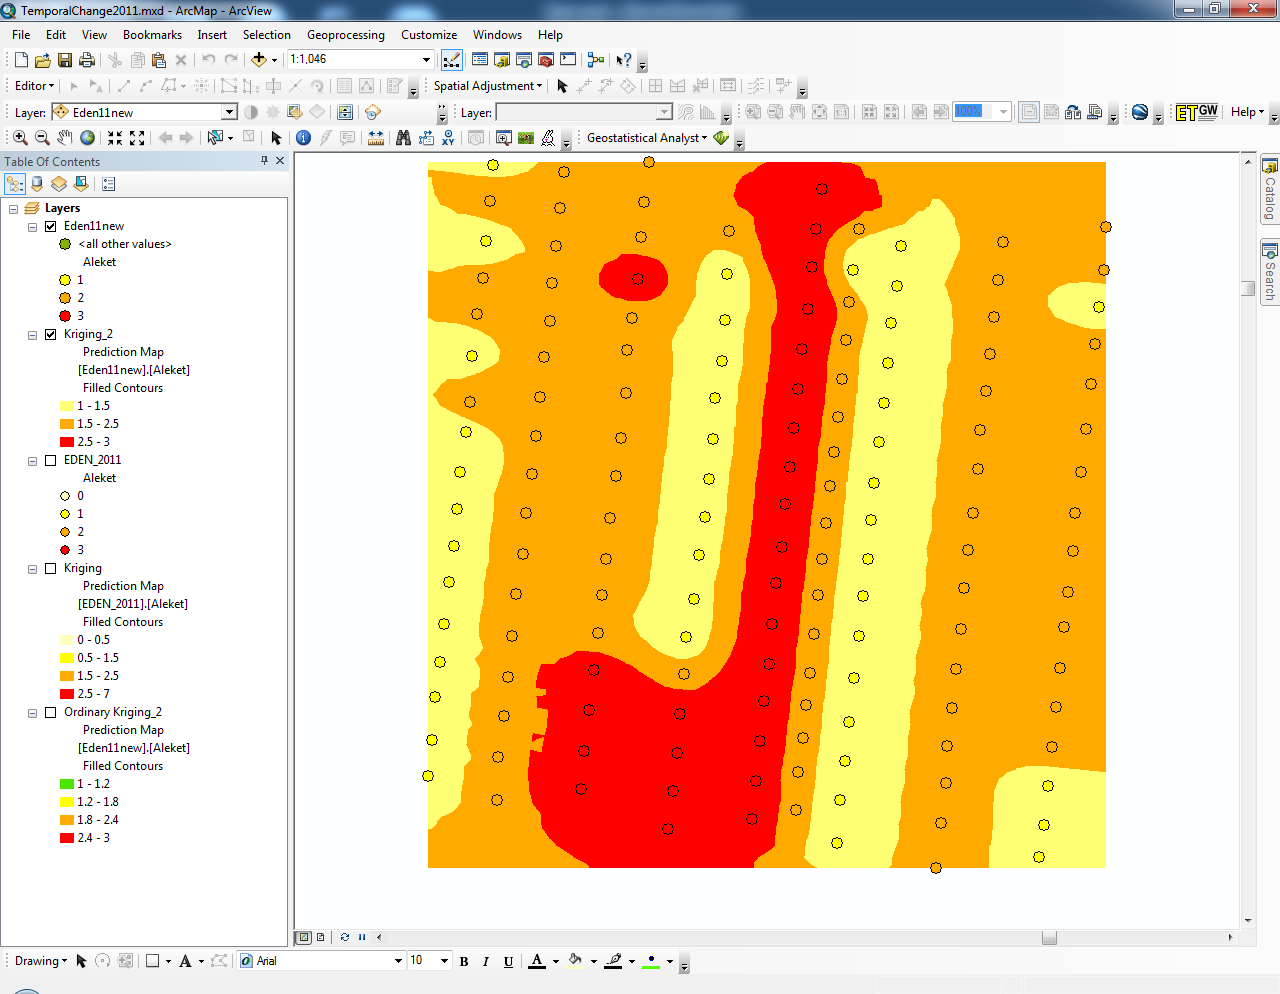 TemporalChange2011.mxd - ArcMap - ArcView
File Edit View Bookmarks Insert Selection Geoprocessing Customize Windows Help
1:1,046
Editor Spatial Adjustment
Layer: Eden11new Layer: 100% ET GW Help
XY Geostatistical Analyst
Table Of Contents
Layers
Eden11new
<all other values>
Aleket
1
2
3
Kriging_2
Prediction Map
[Eden11new].[Aleket]
Filled Contours
1 - 1.5
1.5 - 2.5
2.5 - 3
EDEN_2011
Aleket
0
1
2
3
Kriging
Prediction Map
[EDEN_2011].[Aleket]
Filled Contours
0 - 0.5
0.5 - 1.5
1.5 - 2.5
2.5 - 7
Ordinary Kriging_2
Prediction Map
[Eden11new].[Aleket]
Filled Contours
1 - 1.2
1.2 - 1.8
1.8 - 2.4
2.4 - 3
Catalog
Search
Drawing A Arial 10 B I U A